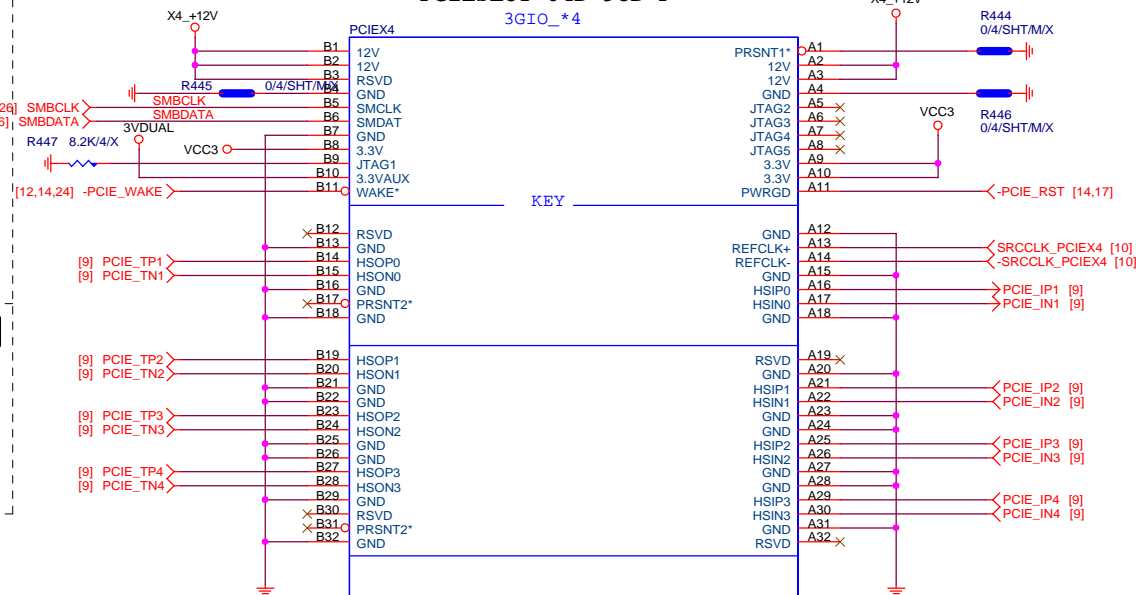 3GIO_*4
X4_+12V
PCIEX4
R444
0/4/SHT/M/X
B1 12V PRSNT1* A1
B2 12V 12V A2
B3 RSVD 12V A3
R445 0/4/SHT/M/X B4 GND GND A4
SMBCLK SMBCLK B5 SMCLK JTAG2 A5
SMBDATA SMBDATA B6 SMDAT JTAG3 A6
R446
0/4/SHT/M/X
VCC3
3VDUAL
B7 GND JTAG4 A7
R447 8.2K/4/X
VCC3 B8 3.3V JTAG5 A8
B9 JTAG1 3.3V A9
B10 3.3VAUX 3.3V A10
[12,14,24] -PCIE_WAKE B11 WAKE* PWRGD A11 -PCIE_RST [14,17]
KEY
B12 RSVD GND A12
B13 GND REFCLK+ A13 SRCCLK_PCIEX4 [10]
[9] PCIE_TP1 B14 HSOP0 REFCLK- A14 -SRCCLK_PCIEX4 [10]
[9] PCIE_TN1 B15 HSON0 GND A15
B16 GND HSIP0 A16 PCIE_IP1 [9]
B17 PRSNT2* HSIN0 A17 PCIE_IN1 [9]
B18 GND GND A18
[9] PCIE_TP2 B19 HSOP1 RSVD A19
[9] PCIE_TN2 B20 HSON1 GND A20
B21 GND HSIP1 A21 PCIE_IP2 [9]
B22 GND HSIN1 A22 PCIE_IN2 [9]
[9] PCIE_TP3 B23 HSOP2 GND A23
[9] PCIE_TN3 B24 HSON2 GND A24
B25 GND HSIP2 A25 PCIE_IP3 [9]
B26 GND HSIN2 A26 PCIE_IN3 [9]
[9] PCIE_TP4 B27 HSOP3 GND A27
[9] PCIE_TN4 B28 HSON3 GND A28
B29 GND HSIP3 A29 PCIE_IP4 [9]
B30 RSVD HSIN3 A30 PCIE_IN4 [9]
B31 PRSNT2* GND A31
B32 GND RSVD A32